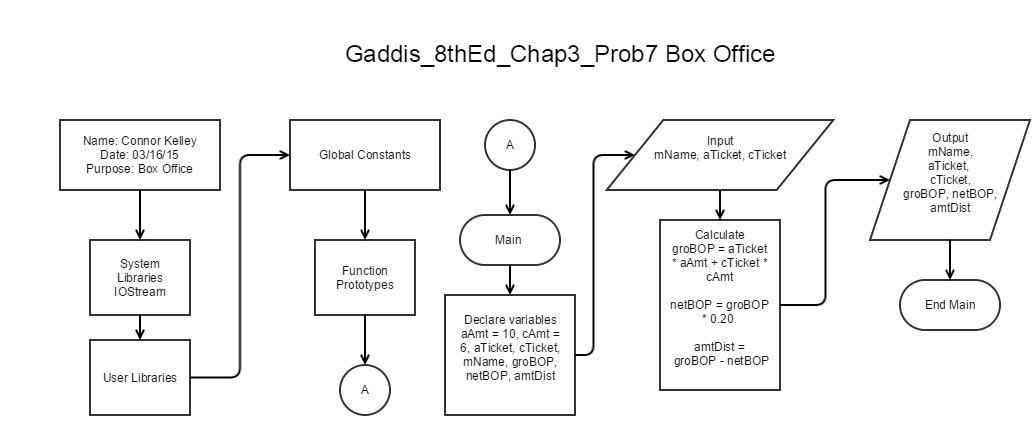 Gaddis_8thEd_Chap3_Prob7 Box Office
Name: Connor Kelley
Date: 03/16/15
Purpose: Box Office
System
Libraries
IOStream
User Libraries
Global Constants
Function
Prototypes
A
A
Main
Declare variables
aAmt = 10, cAmt =
6, aTicket, cTicket,
mName, groBOP,
netBOP, amtDist
Input
mName, aTicket, cTicket
Calculate
groBOP = aTicket
* aAmt + cTicket *
cAmt
netBOP = groBOP
* 0.20
amtDist =
groBOP - netBOP
Output
mName,
aTicket,
cTicket,
groBOP, netBOP,
amtDist
End Main